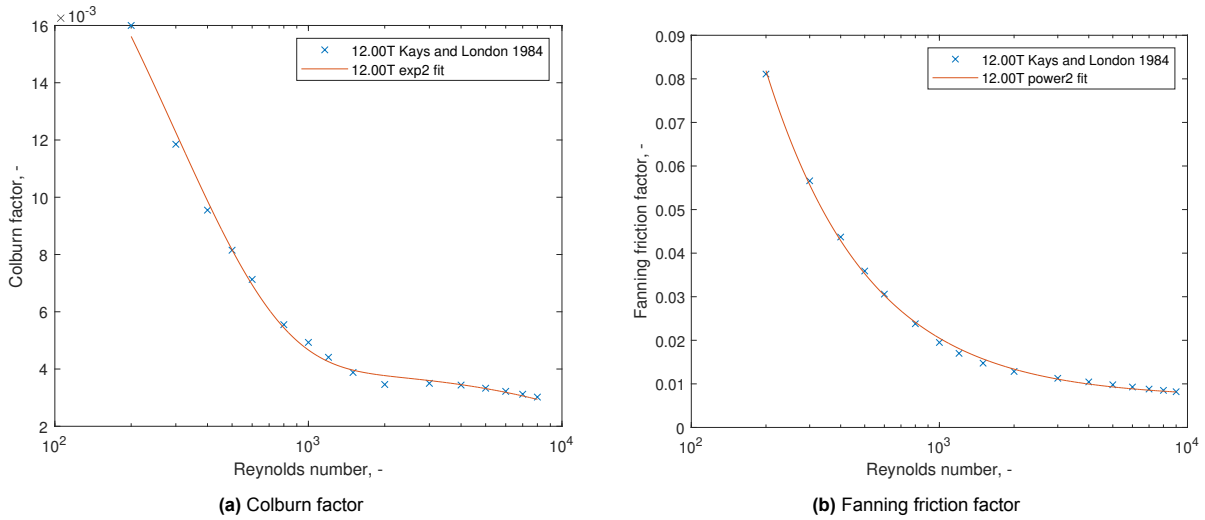 ×10⁻³
16
14
12
10
8
6
4
2
Colburn factor, -
× 12.00T Kays and London 1984
12.00T exp2 fit
10²
10³
10⁴
Reynolds number, -
(a) Colburn factor
0.09
0.08
0.07
0.06
0.05
0.04
0.03
0.02
0.01
0
Fanning friction factor, -
× 12.00T Kays and London 1984
12.00T power2 fit
10²
10³
10⁴
Reynolds number, -
(b) Fanning friction factor